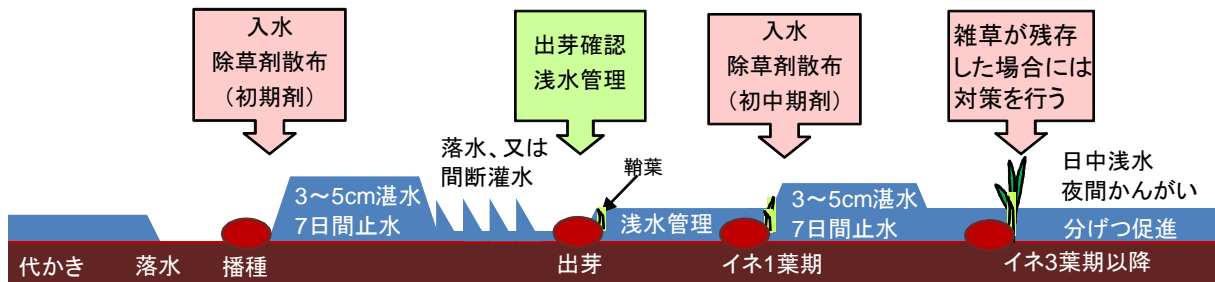 入水
除草剤散布
（初期剤）
出芽確認
浅水管理
入水
除草剤散布
（初中期剤）
雑草が残存
した場合には
対策を行う
落水、又は
間断灌水
鞘葉
日中浅水
夜間かんがい
3～5cm湛水
7日間止水
浅水管理
3～5cm湛水
7日間止水
分げつ促進
代かき
落水
播種
出芽
イネ1葉期
イネ3葉期以降